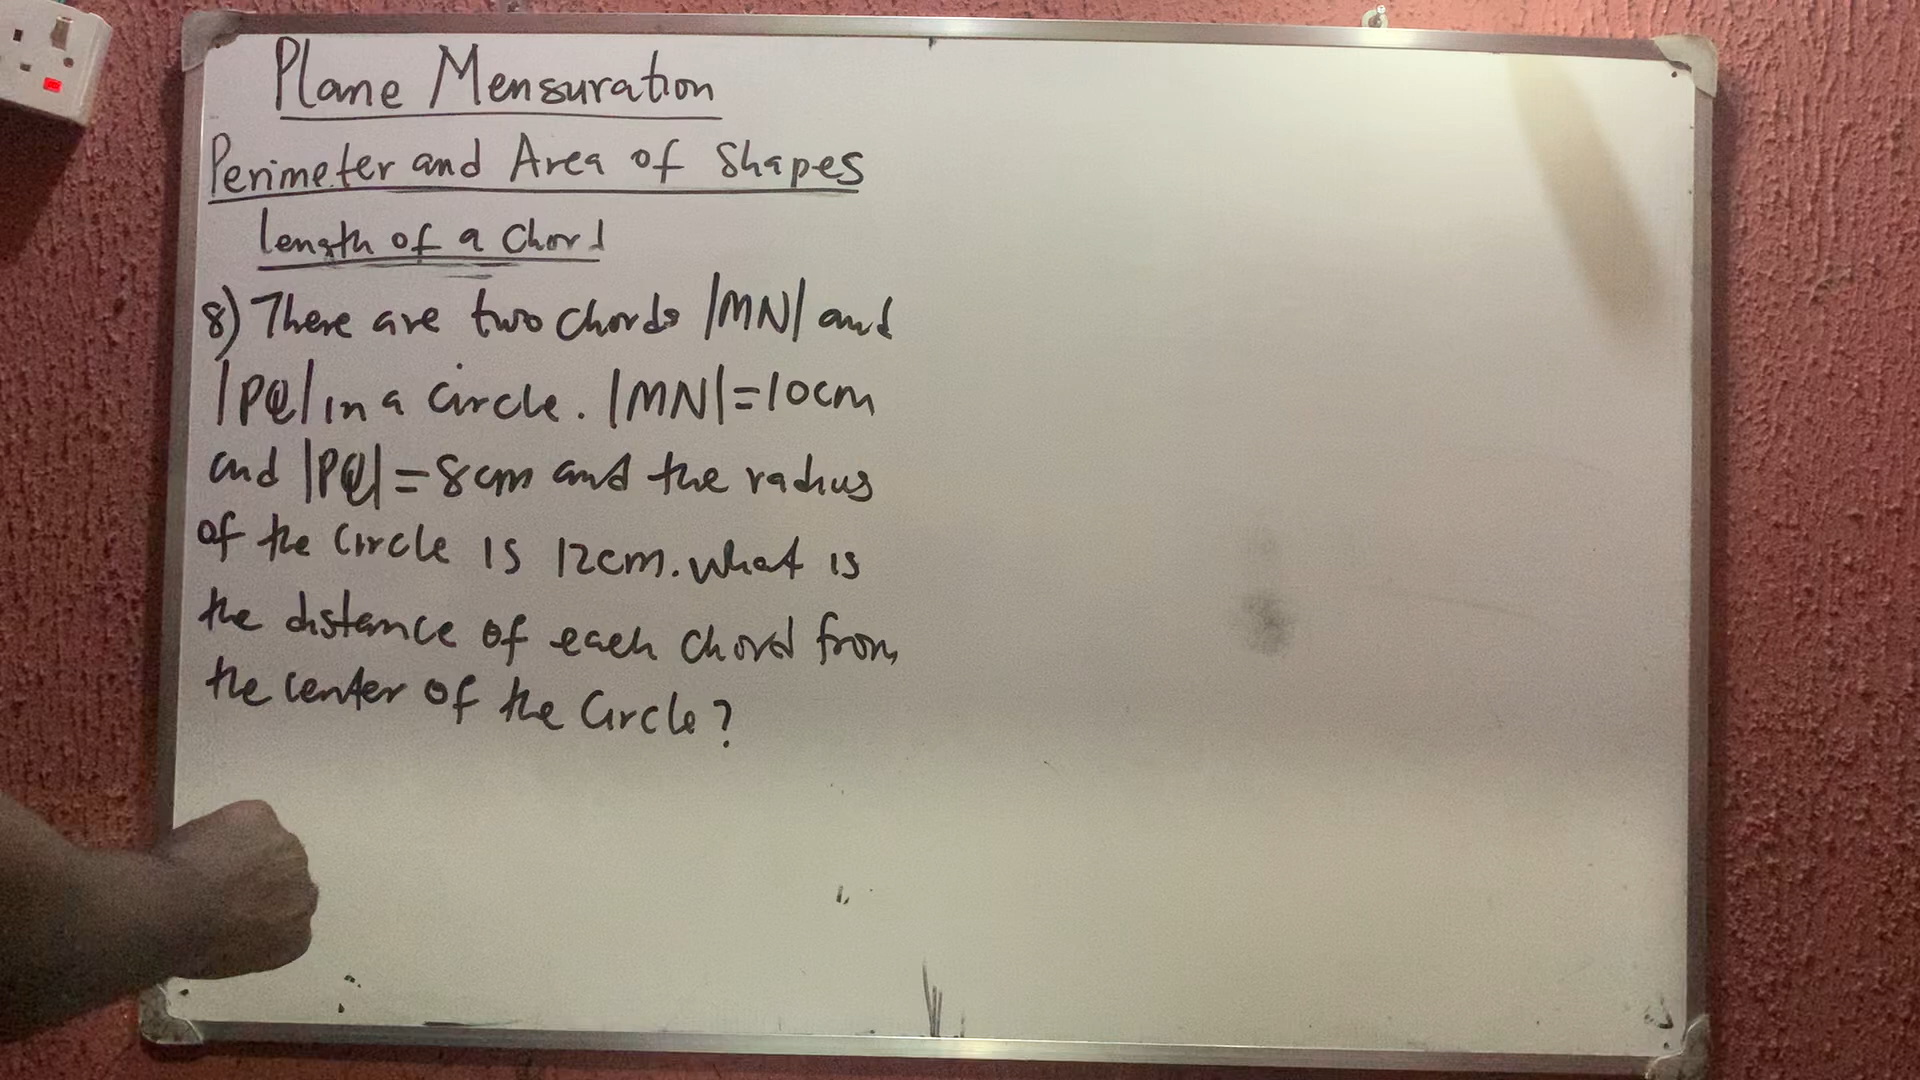 Plane Mensuration
Perimeter and Area of Shapes
Length of a Chord
8) There are two chords |MN| and
|PQ| in a circle. |MN|=10cm
and |PQ|=8cm and the radius
of the circle is 12cm. What is
the distance of each chord from
the center of the Circle?